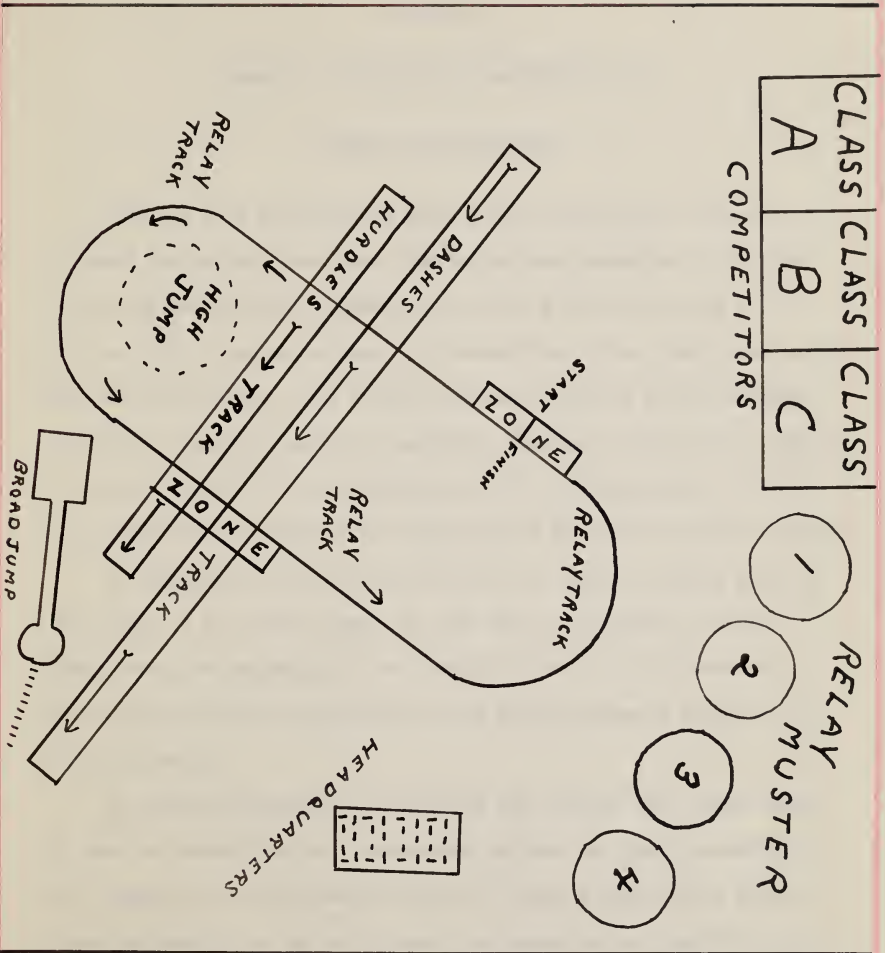 CLASS CLASS CLASS
A B C
COMPETITORS
RELAY
MUSTER
1
2
3
4
START
ZONE
FINISH
RELAY TRACK
DASHES
TRACK
HURDLES
TRACK
RELAY
TRACK
HIGH
JUMP
ZONE
RELAY
TRACK
BROAD JUMP
HEADQUARTERS